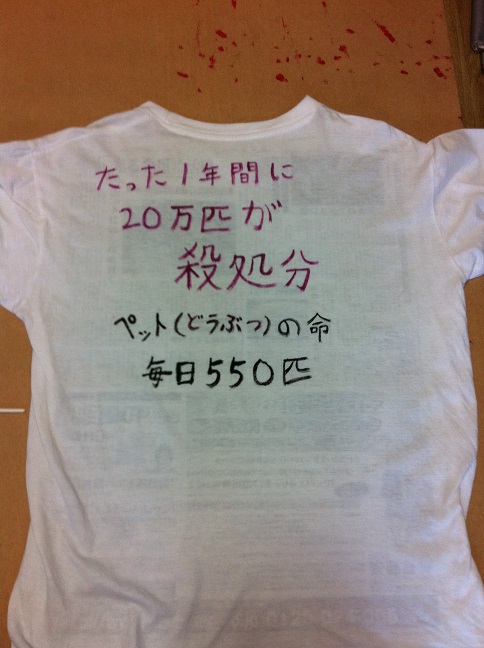 たった1年間に
20万匹が
殺処分
ペット(どうぶつ)の命
毎日550匹